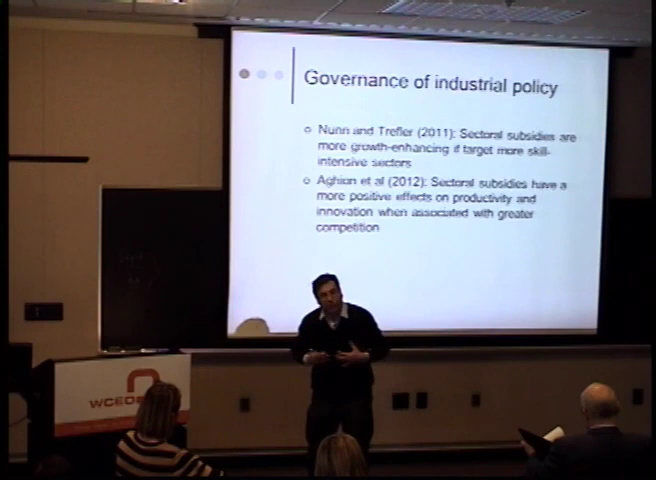 Governance of industrial policy
Nunn and Trefler (2011): Sectoral subsidies are
more growth-enhancing if target more skill-
intensive sectors
Aghion et al (2012): Sectoral subsidies have a
more positive effects on productivity and
innovation when associated with greater
competition